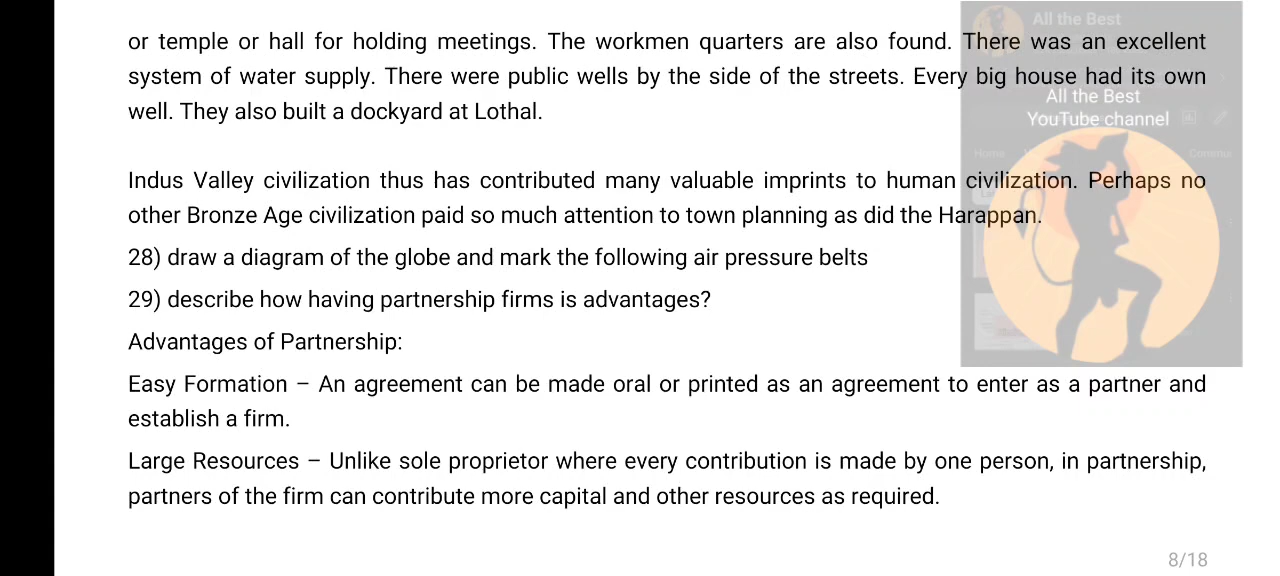 or temple or hall for holding meetings. The workmen quarters are also found. There was an excellent
system of water supply. There were public wells by the side of the streets. Every big house had its own
well. They also built a dockyard at Lothal.
Indus Valley civilization thus has contributed many valuable imprints to human civilization. Perhaps no
other Bronze Age civilization paid so much attention to town planning as did the Harappan.
28) draw a diagram of the globe and mark the following air pressure belts
29) describe how having partnership firms is advantages?
Advantages of Partnership:
Easy Formation – An agreement can be made oral or printed as an agreement to enter as a partner and
establish a firm.
Large Resources – Unlike sole proprietor where every contribution is made by one person, in partnership,
partners of the firm can contribute more capital and other resources as required.
8/18
All the Best
All the Best
YouTube channel
Home